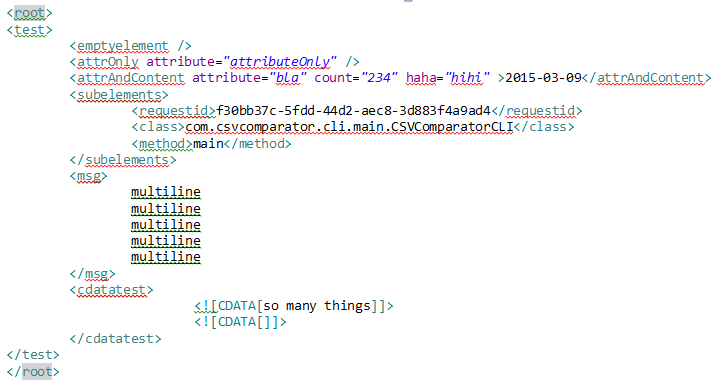 <root>
<test>
<emptyelement />
<attrOnly attribute="attributeOnly" />
<attrAndContent attribute="bla" count="234" haha="hihi" >2015-03-09</attrAndContent>
<subelements>
<requestid>f30bb37c-5fdd-44d2-aec8-3d883f4a9ad4</requestid>
<class>com.csvcomparator.cli.main.CSVComparatorCLI</class>
<method>main</method>
</subelements>
<msg>
multiline
multiline
multiline
multiline
multiline
</msg>
<cdatatest>
<![CDATA[so many things]]>
<![CDATA[]]>
</cdatatest>
</test>
</root>